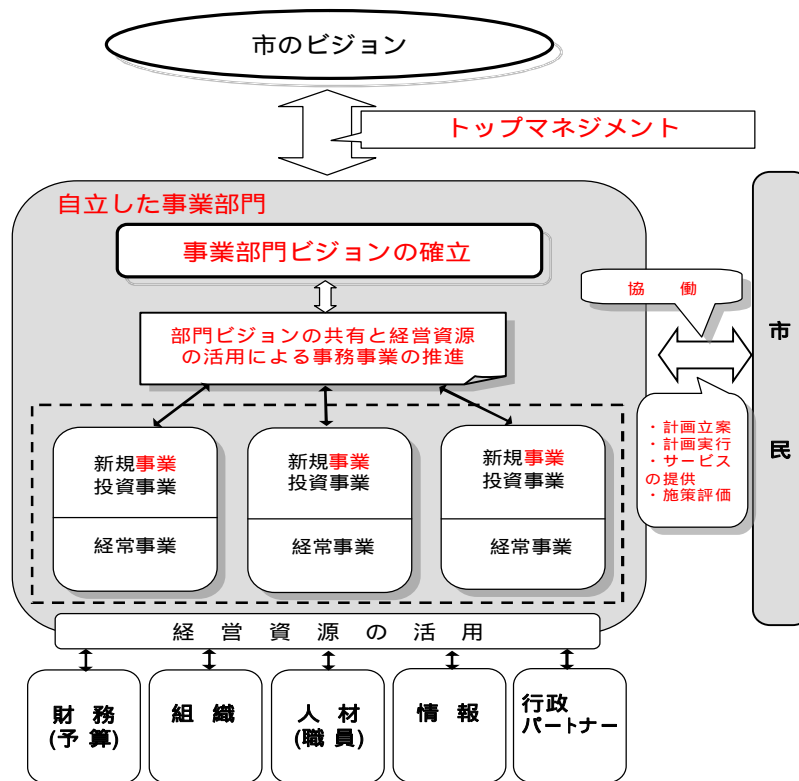 市のビジョン
トップマネジメント
自立した事業部門
事業部門ビジョンの確立
部門ビジョンの共有と経営資源
の活用による事務事業の推進
新規事業
投資事業
経常事業
新規事業
投資事業
経常事業
新規事業
投資事業
経常事業
協　働
・計画立案
・計画実行
・サービス
の提供
・施策評価
市
民
経 営 資 源 の 活 用
財 務
(予 算)
組 織
人 材
(職 員)
情 報
行政
パートナー